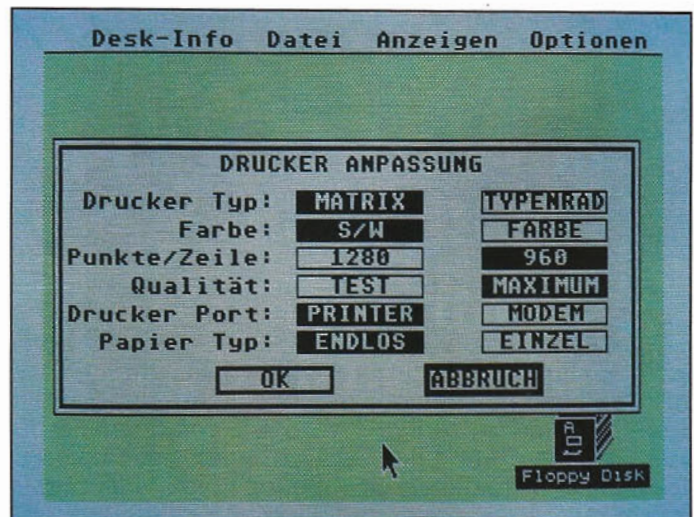 Desk-Info Datei Anzeigen Optionen
DRUCKER ANPASSUNG
Drucker Typ: MATRIX TYPENRAD
Farbe: S/W FARBE
Punkte/Zeile: 1280 960
Qualität: TEST MAXIMUM
Drucker Port: PRINTER MODEM
Papier Typ: ENDLOS EINZEL
OK ABBRUCH
A
Floppy Disk